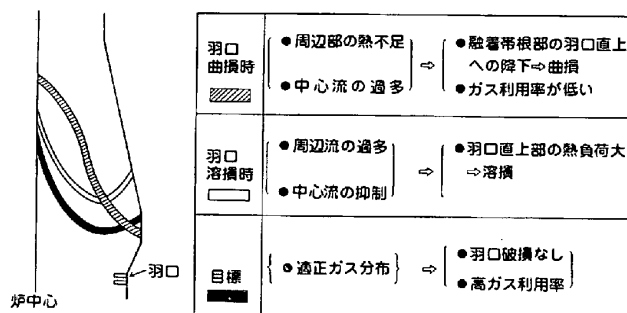 羽口
曲損時
●周辺部の熱不足
●中心流の過多
⇨
●融着帯根部の羽口直上
への降下⇨曲損
●ガス利用率が低い
羽口
溶損時
●周辺流の過多
●中心流の抑制
⇨
●羽口直上部の熱負荷大
⇨溶損
目標
●適正ガス分布
⇨
●羽口破損なし
●高ガス利用率
羽口
炉中心